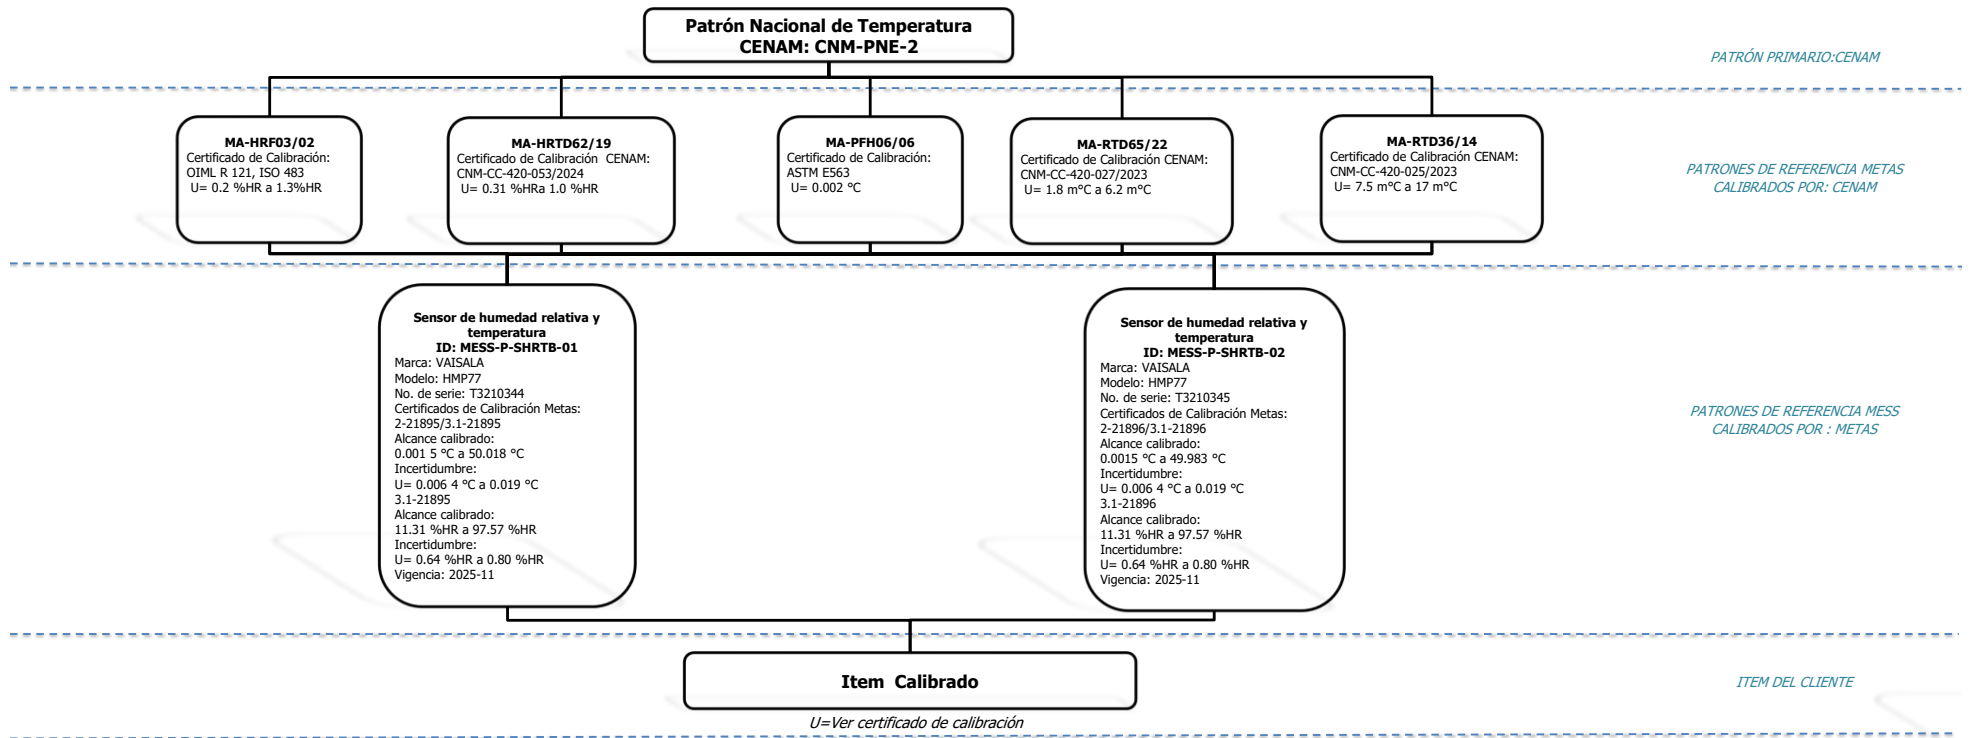 Patrón Nacional de Temperatura
CENAM: CNM-PNE-2
PATRÓN PRIMARIO:CENAM
MA-HRF03/02
Certificado de Calibración:
OIML R 121, ISO 483
U= 0.2 %HR a 1.3%HR
MA-HRTD62/19
Certificado de Calibración CENAM:
CNM-CC-420-053/2024
U= 0.31 %HRa 1.0 %HR
MA-PFH06/06
Certificado de Calibración:
ASTM E563
U= 0.002 °C
MA-RTD65/22
Certificado de Calibración CENAM:
CNM-CC-420-027/2023
U= 1.8 m°C a 6.2 m°C
MA-RTD36/14
Certificado de Calibración CENAM:
CNM-CC-420-025/2023
U= 7.5 m°C a 17 m°C
PATRONES DE REFERENCIA METAS
CALIBRADOS POR: CENAM
Sensor de humedad relativa y
temperatura
ID: MESS-P-SHRTB-01
Marca: VAISALA
Modelo: HMP77
No. de serie: T3210344
Certificados de Calibración Metas:
2-21895/3.1-21895
Alcance calibrado:
0.001 5 °C a 50.018 °C
Incertidumbre:
U= 0.006 4 °C a 0.019 °C
3.1-21895
Alcance calibrado:
11.31 %HR a 97.57 %HR
Incertidumbre:
U= 0.64 %HR a 0.80 %HR
Vigencia: 2025-11
Sensor de humedad relativa y
temperatura
ID: MESS-P-SHRTB-02
Marca: VAISALA
Modelo: HMP77
No. de serie: T3210345
Certificados de Calibración Metas:
2-21896/3.1-21896
Alcance calibrado:
0.0015 °C a 49.983 °C
Incertidumbre:
U= 0.006 4 °C a 0.019 °C
3.1-21896
Alcance calibrado:
11.31 %HR a 97.57 %HR
Incertidumbre:
U= 0.64 %HR a 0.80 %HR
Vigencia: 2025-11
PATRONES DE REFERENCIA MESS
CALIBRADOS POR : METAS
Item Calibrado
ITEM DEL CLIENTE
U=Ver certificado de calibración